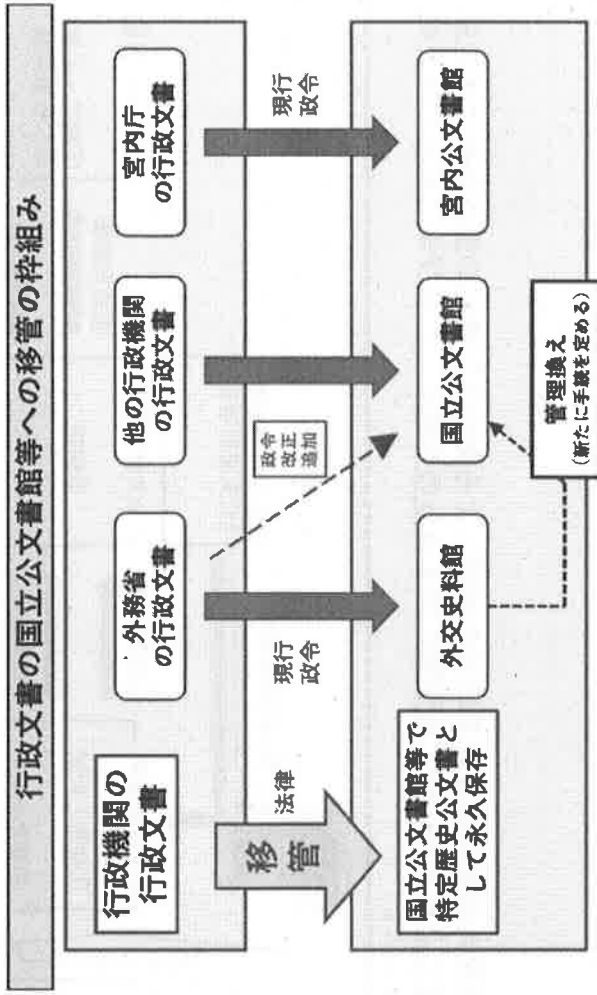 行政文書の国立公文書館等への移管の枠組み
行政機関の
行政文書
外務省
の行政文書
他の行政機関
の行政文書
宮内庁
の行政文書
移管
法律
現行
政令
政令
改正
追加
現行
政令
国立公文書館等で
特定歴史公文書と
して永久保存
外交史料館
国立公文書館
宮内公文書館
管理換え
(新たに手続を定める)